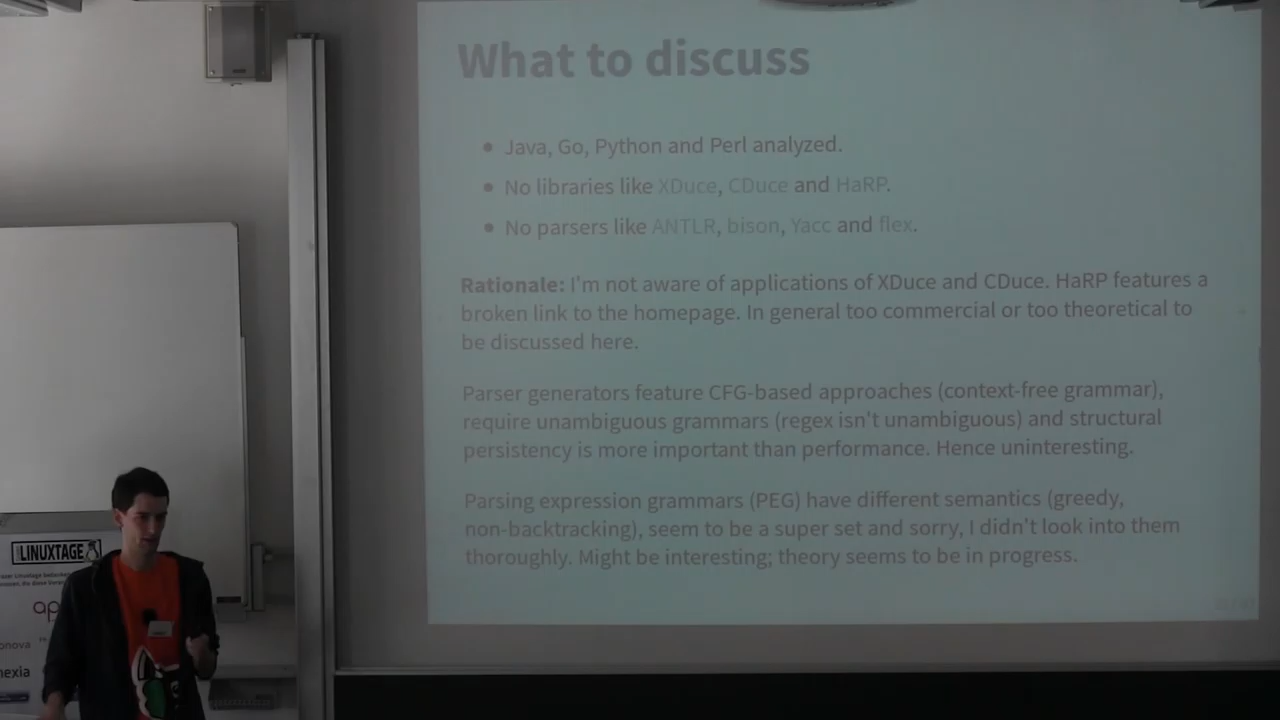 What to discuss
Java, Go, Python and Perl analyzed.
No libraries like XDuce, CDuce and HaRP.
No parsers like ANTLR, bison, Yacc and flex.
Rationale: I'm not aware of applications of XDuce and CDuce. HaRP features a
broken link to the homepage. In general too commercial or too theoretical to
be discussed here.
Parser generators feature CFG-based approaches (context-free grammar),
require unambiguous grammars (regex isn't unambiguous) and structural
persistency is more important than performance. Hence uninteresting.
Parsing expression grammars (PEG) have different semantics (greedy,
non-backtracking), seem to be a super set and sorry, I didn't look into them
thoroughly. Might be interesting; theory seems to be in progress.
LINUXTAGE
ap
onova
nexia